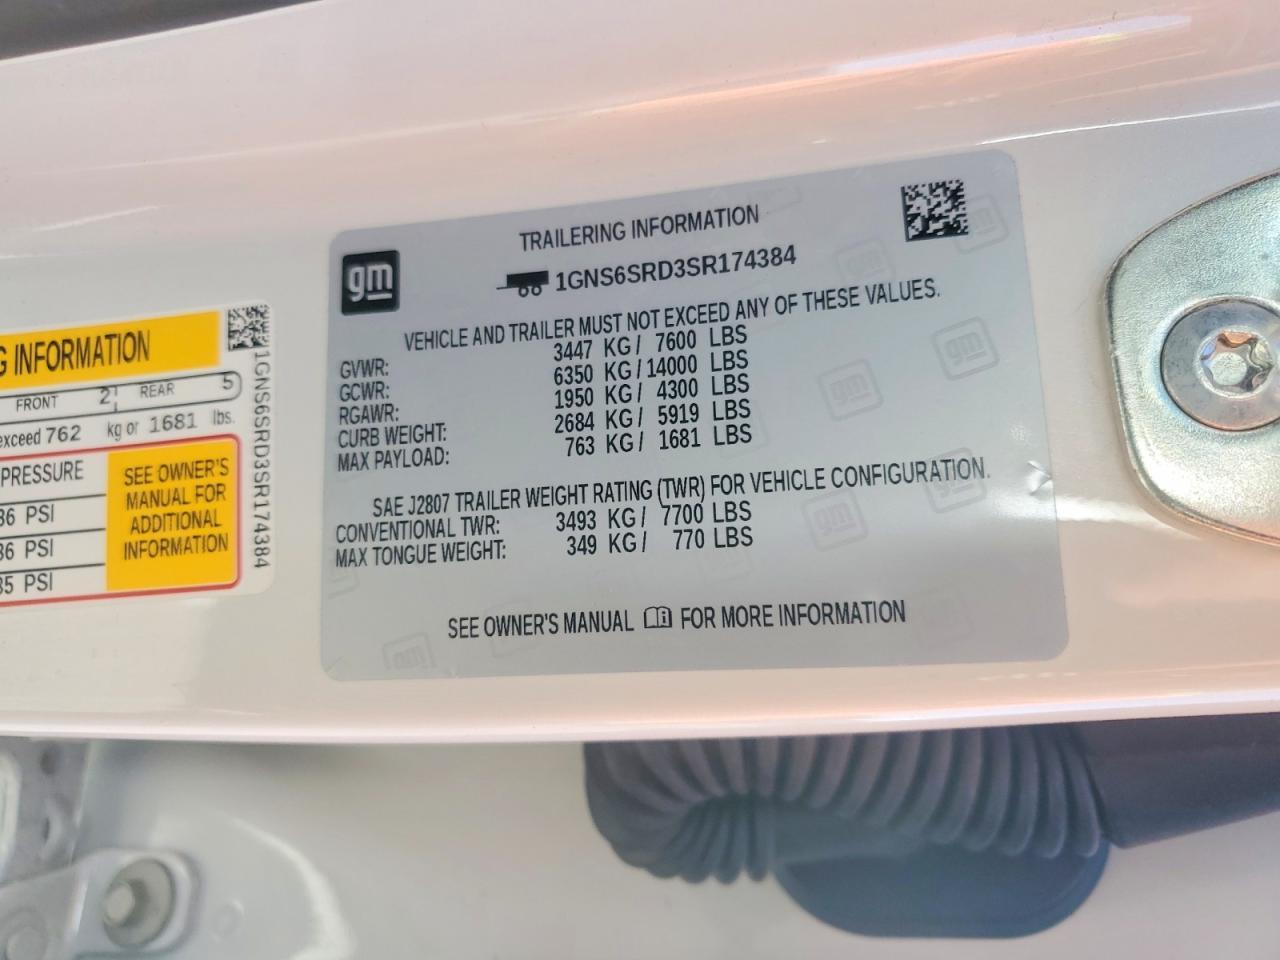 gm
TRAILERING INFORMATION
1GNS6SRD3SR174384
VEHICLE AND TRAILER MUST NOT EXCEED ANY OF THESE VALUES.
GVWR: 3447 KG/ 7600 LBS
GCWR: 6350 KG/14000 LBS
RGAWR: 1950 KG/ 4300 LBS
CURB WEIGHT: 2684 KG/ 5919 LBS
MAX PAYLOAD: 763 KG/ 1681 LBS
SAE J2807 TRAILER WEIGHT RATING (TWR) FOR VEHICLE CONFIGURATION.
CONVENTIONAL TWR: 3493 KG/ 7700 LBS
MAX TONGUE WEIGHT: 349 KG/ 770 LBS
SEE OWNER'S MANUAL FOR MORE INFORMATION
INFORMATION
FRONT 2 REAR 5
exceed 762 kg or 1681 lbs.
PRESSURE
PSI
PSI
PSI
SEE OWNER'S
MANUAL FOR
ADDITIONAL
INFORMATION
1GNS6SRD3SR174384